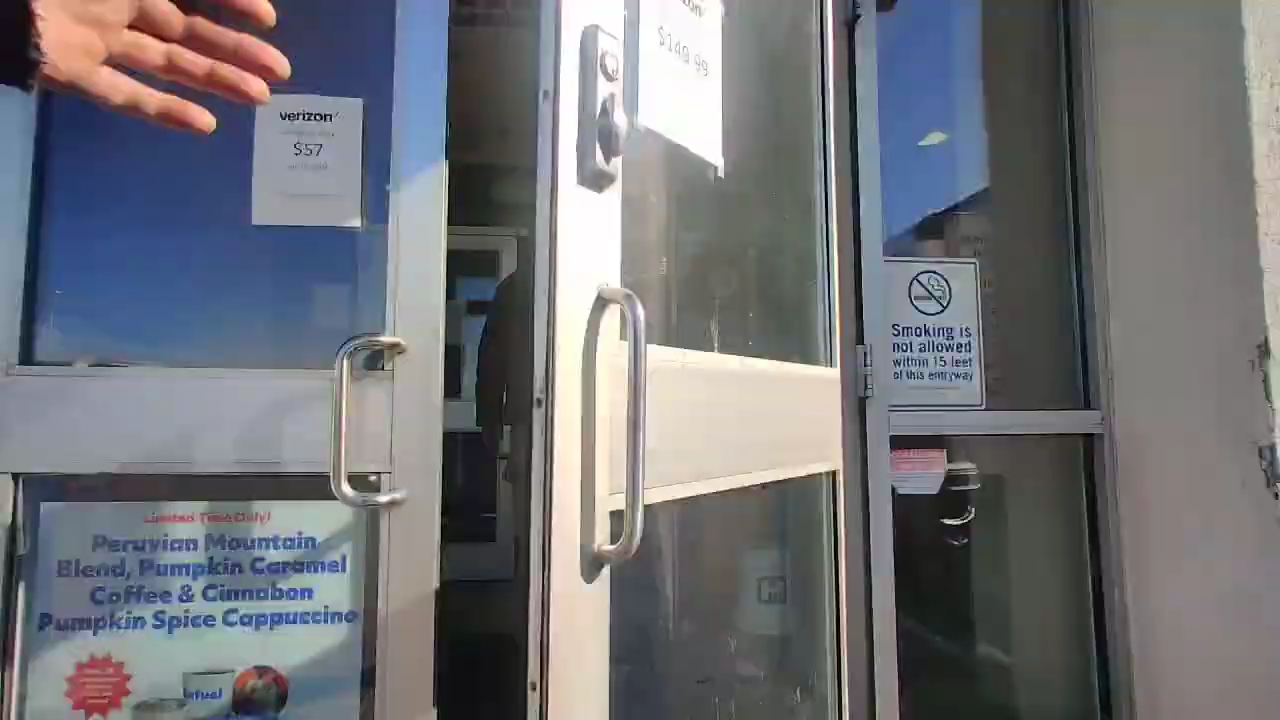 verizon
$57
$149.99
Smoking is
not allowed
within 15 feet
of this entryway
Limited Time Only!
Peruvian Mountain
Blend, Pumpkin Caramel
Coffee & Cinnabon
Pumpkin Spice Cappuccino